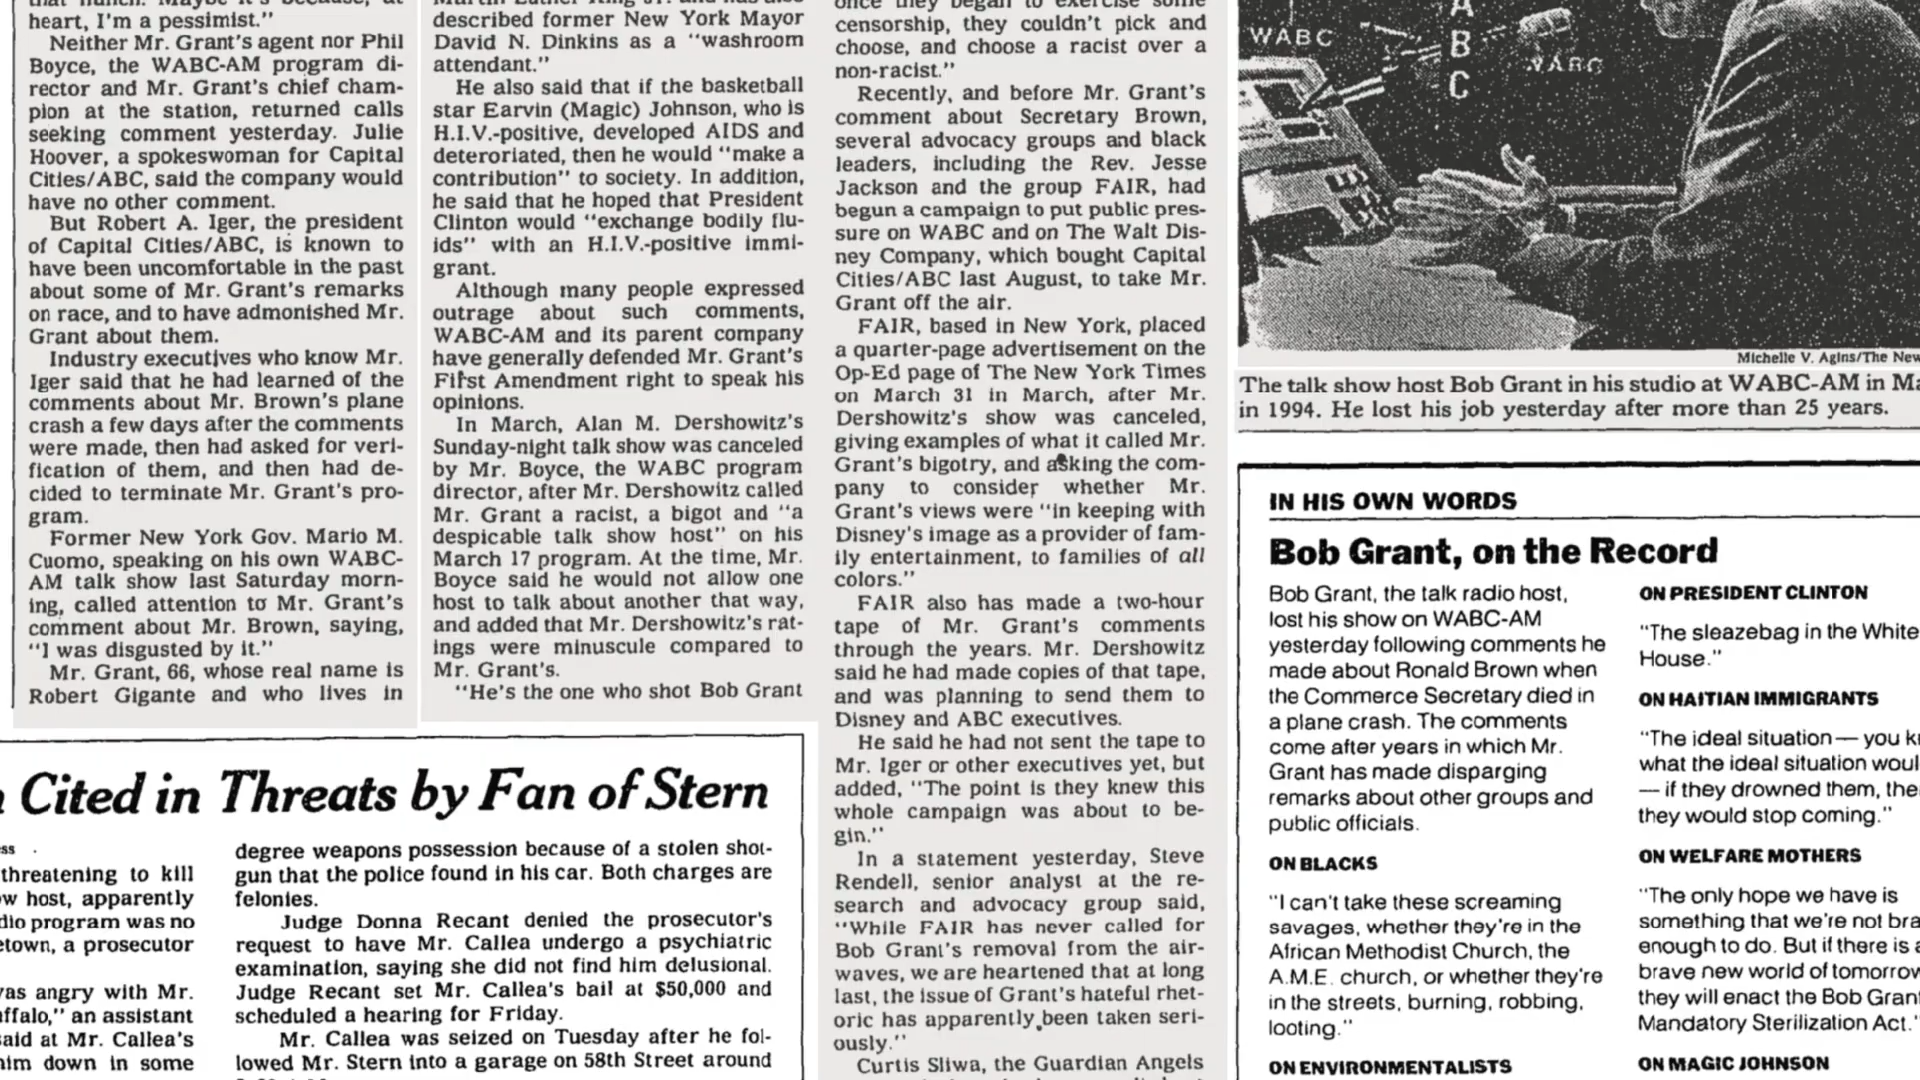 heart, I'm a pessimist."
Neither Mr. Grant's agent nor Phil
Boyce, the WABC-AM program di-
rector and Mr. Grant's chief cham-
pion at the station, returned calls
seeking comment yesterday. Julie
Hoover, a spokeswoman for Capital
Cities/ABC, said the company would
have no other comment.
But Robert A. Iger, the president
of Capital Cities/ABC, is known to
have been uncomfortable in the past
about some of Mr. Grant's remarks
on race, and to have admonished Mr.
Grant about them.
Industry executives who know Mr.
Iger said that he had learned of the
comments about Mr. Brown's plane
crash a few days after the comments
were made, then had asked for veri-
fication of them, and then had de-
cided to terminate Mr. Grant's pro-
gram.
Former New York Gov. Mario M.
Cuomo, speaking on his own WABC-
AM talk show last Saturday morn-
ing, called attention to Mr. Grant's
comment about Mr. Brown, saying,
"I was disgusted by it."
Mr. Grant, 66, whose real name is
Robert Gigante and who lives in
described former New York Mayor
David N. Dinkins as a "washroom
attendant."
He also said that if the basketball
star Earvin (Magic) Johnson, who is
H.I.V.-positive, developed AIDS and
deteroriated, then he would "make a
contribution" to society. In addition,
he said that he hoped that President
Clinton would "exchange bodily flu-
ids" with an H.I.V.-positive immi-
grant.
Although many people expressed
outrage about such comments,
WABC-AM and its parent company
have generally defended Mr. Grant's
First Amendment right to speak his
opinions.
In March, Alan M. Dershowitz's
Sunday-night talk show was canceled
by Mr. Boyce, the WABC program
director, after Mr. Dershowitz called
Mr. Grant a racist, a bigot and "a
despicable talk show host" on his
March 17 program. At the time, Mr.
Boyce said he would not allow one
host to talk about another that way,
and added that Mr. Dershowitz's rat-
ings were minuscule compared to
Mr. Grant's.
"He's the one who shot Bob Grant
once they began to exercise some
censorship, they couldn't pick and
choose, and choose a racist over a
non-racist."
Recently, and before Mr. Grant's
comment about Secretary Brown,
several advocacy groups and black
leaders, including the Rev. Jesse
Jackson and the group FAIR, had
begun a campaign to put public pres-
sure on WABC and on The Walt Dis-
ney Company, which bought Capital
Cities/ABC last August, to take Mr.
Grant off the air.
FAIR, based in New York, placed
a quarter-page advertisement on the
Op-Ed page of The New York Times
on March 31 in March, after Mr.
Dershowitz's show was canceled,
giving examples of what it called Mr.
Grant's bigotry, and asking the com-
pany to consider whether Mr.
Grant's views were "in keeping with
Disney's image as a provider of fam-
ily entertainment, to families of all
colors."
FAIR also has made a two-hour
tape of Mr. Grant's comments
through the years. Mr. Dershowitz
said he had made copies of that tape,
and was planning to send them to
Disney and ABC executives.
He said he had not sent the tape to
Mr. Iger or other executives yet, but
added, "The point is they knew this
whole campaign was about to be-
gin."
In a statement yesterday, Steve
Rendell, senior analyst at the re-
search and advocacy group said,
"While FAIR has never called for
Bob Grant's removal from the air-
waves, we are heartened that at long
last, the issue of Grant's hateful rhet-
oric has apparently been taken seri-
ously."
Curtis Sliwa, the Guardian Angels
WABC
ABC
WABC
Michelle V. Agins/The New
The talk show host Bob Grant in his studio at WABC-AM in
in 1994. He lost his job yesterday after more than 25 years.
IN HIS OWN WORDS
Bob Grant, on the Record
Bob Grant, the talk radio host,
lost his show on WABC-AM
yesterday following comments he
made about Ronald Brown when
the Commerce Secretary died in
a plane crash. The comments
come after years in which Mr.
Grant has made disparging
remarks about other groups and
public officials.
ON BLACKS
"I can't take these screaming
savages, whether they're in the
African Methodist Church, the
A.M.E. church, or whether they're
in the streets, burning, robbing,
looting."
ON ENVIRONMENTALISTS
ON PRESIDENT CLINTON
"The sleazebag in the White
House."
ON HAITIAN IMMIGRANTS
"The ideal situation — you
what the ideal situation
— if they drowned them,
they would stop coming."
ON WELFARE MOTHERS
"The only hope we have is
something that we're not
enough to do. But if there is
brave new world of tomorrow
they will enact the Bob Grant
Mandatory Sterilization Act."
ON MAGIC JOHNSON
Cited in Threats by Fan of Stern
threatening to kill
host, apparently
program was no
a prosecutor
was angry with Mr.
an assistant
said at Mr. Callea's
him down in some
degree weapons possession because of a stolen shot-
gun that the police found in his car. Both charges are
felonies.
Judge Donna Recant denied the prosecutor's
request to have Mr. Callea undergo a psychiatric
examination, saying she did not find him delusional.
Judge Recant set Mr. Callea's bail at $50,000 and
scheduled a hearing for Friday.
Mr. Callea was seized on Tuesday after he fol-
lowed Mr. Stern into a garage on 58th Street around